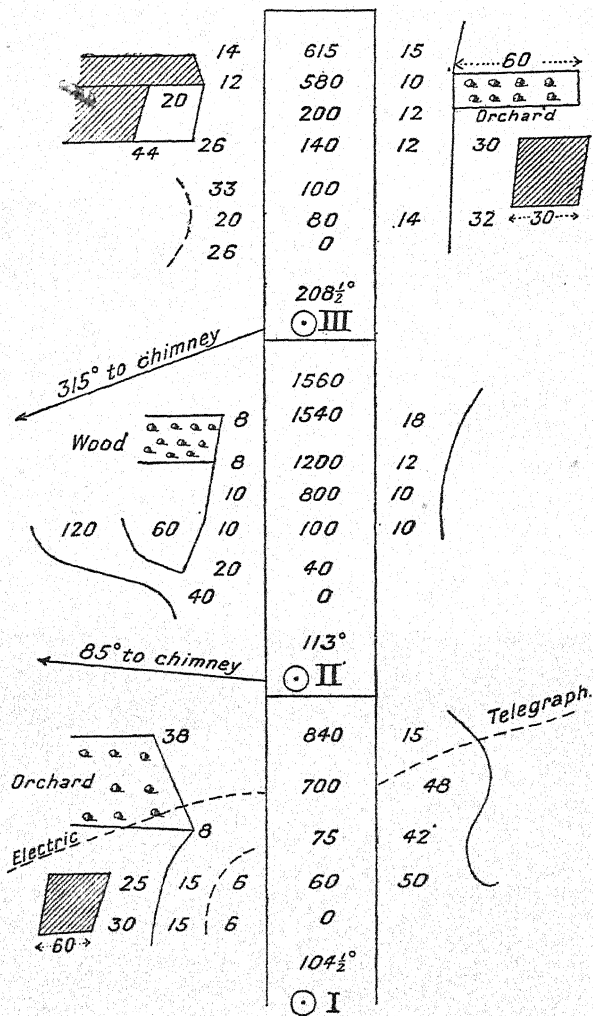 14 615 15
60
12 580 10
20 200 12 Orchard
44 26 140 12 30
33 100
20 80 14 32 30
26 0
208½°
III
315° to chimney
1560
8 1540 18
Wood
8 1200 12
10 800 10
120 60 10 100 10
20 40
40 0
113°
85° to chimney
II
Telegraph.
38 840 15
Orchard 700 48
8 75 42
Electric
25 15 6 60 50
30 15 6 0
60
104½°
I